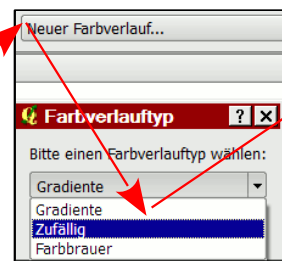 Neuer Farbverlauf...
Farbverlauftyp ? X
Bitte einen Farbverlauftyp wählen:
Gradiente
Gradiente
Zufällig
Farbbrauer